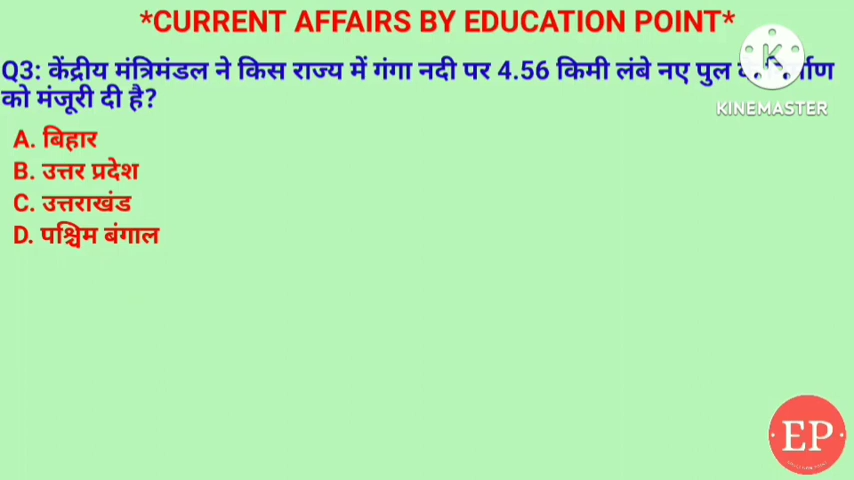 *CURRENT AFFAIRS BY EDUCATION POINT*
Q3: केंद्रीय मंत्रिमंडल ने किस राज्य में गंगा नदी पर 4.56 किमी लंबे नए पुल
को मंजूरी दी है?
KINEMASTER
A. बिहार
B. उत्तर प्रदेश
C. उत्तराखंड
D. पश्चिम बंगाल
EP